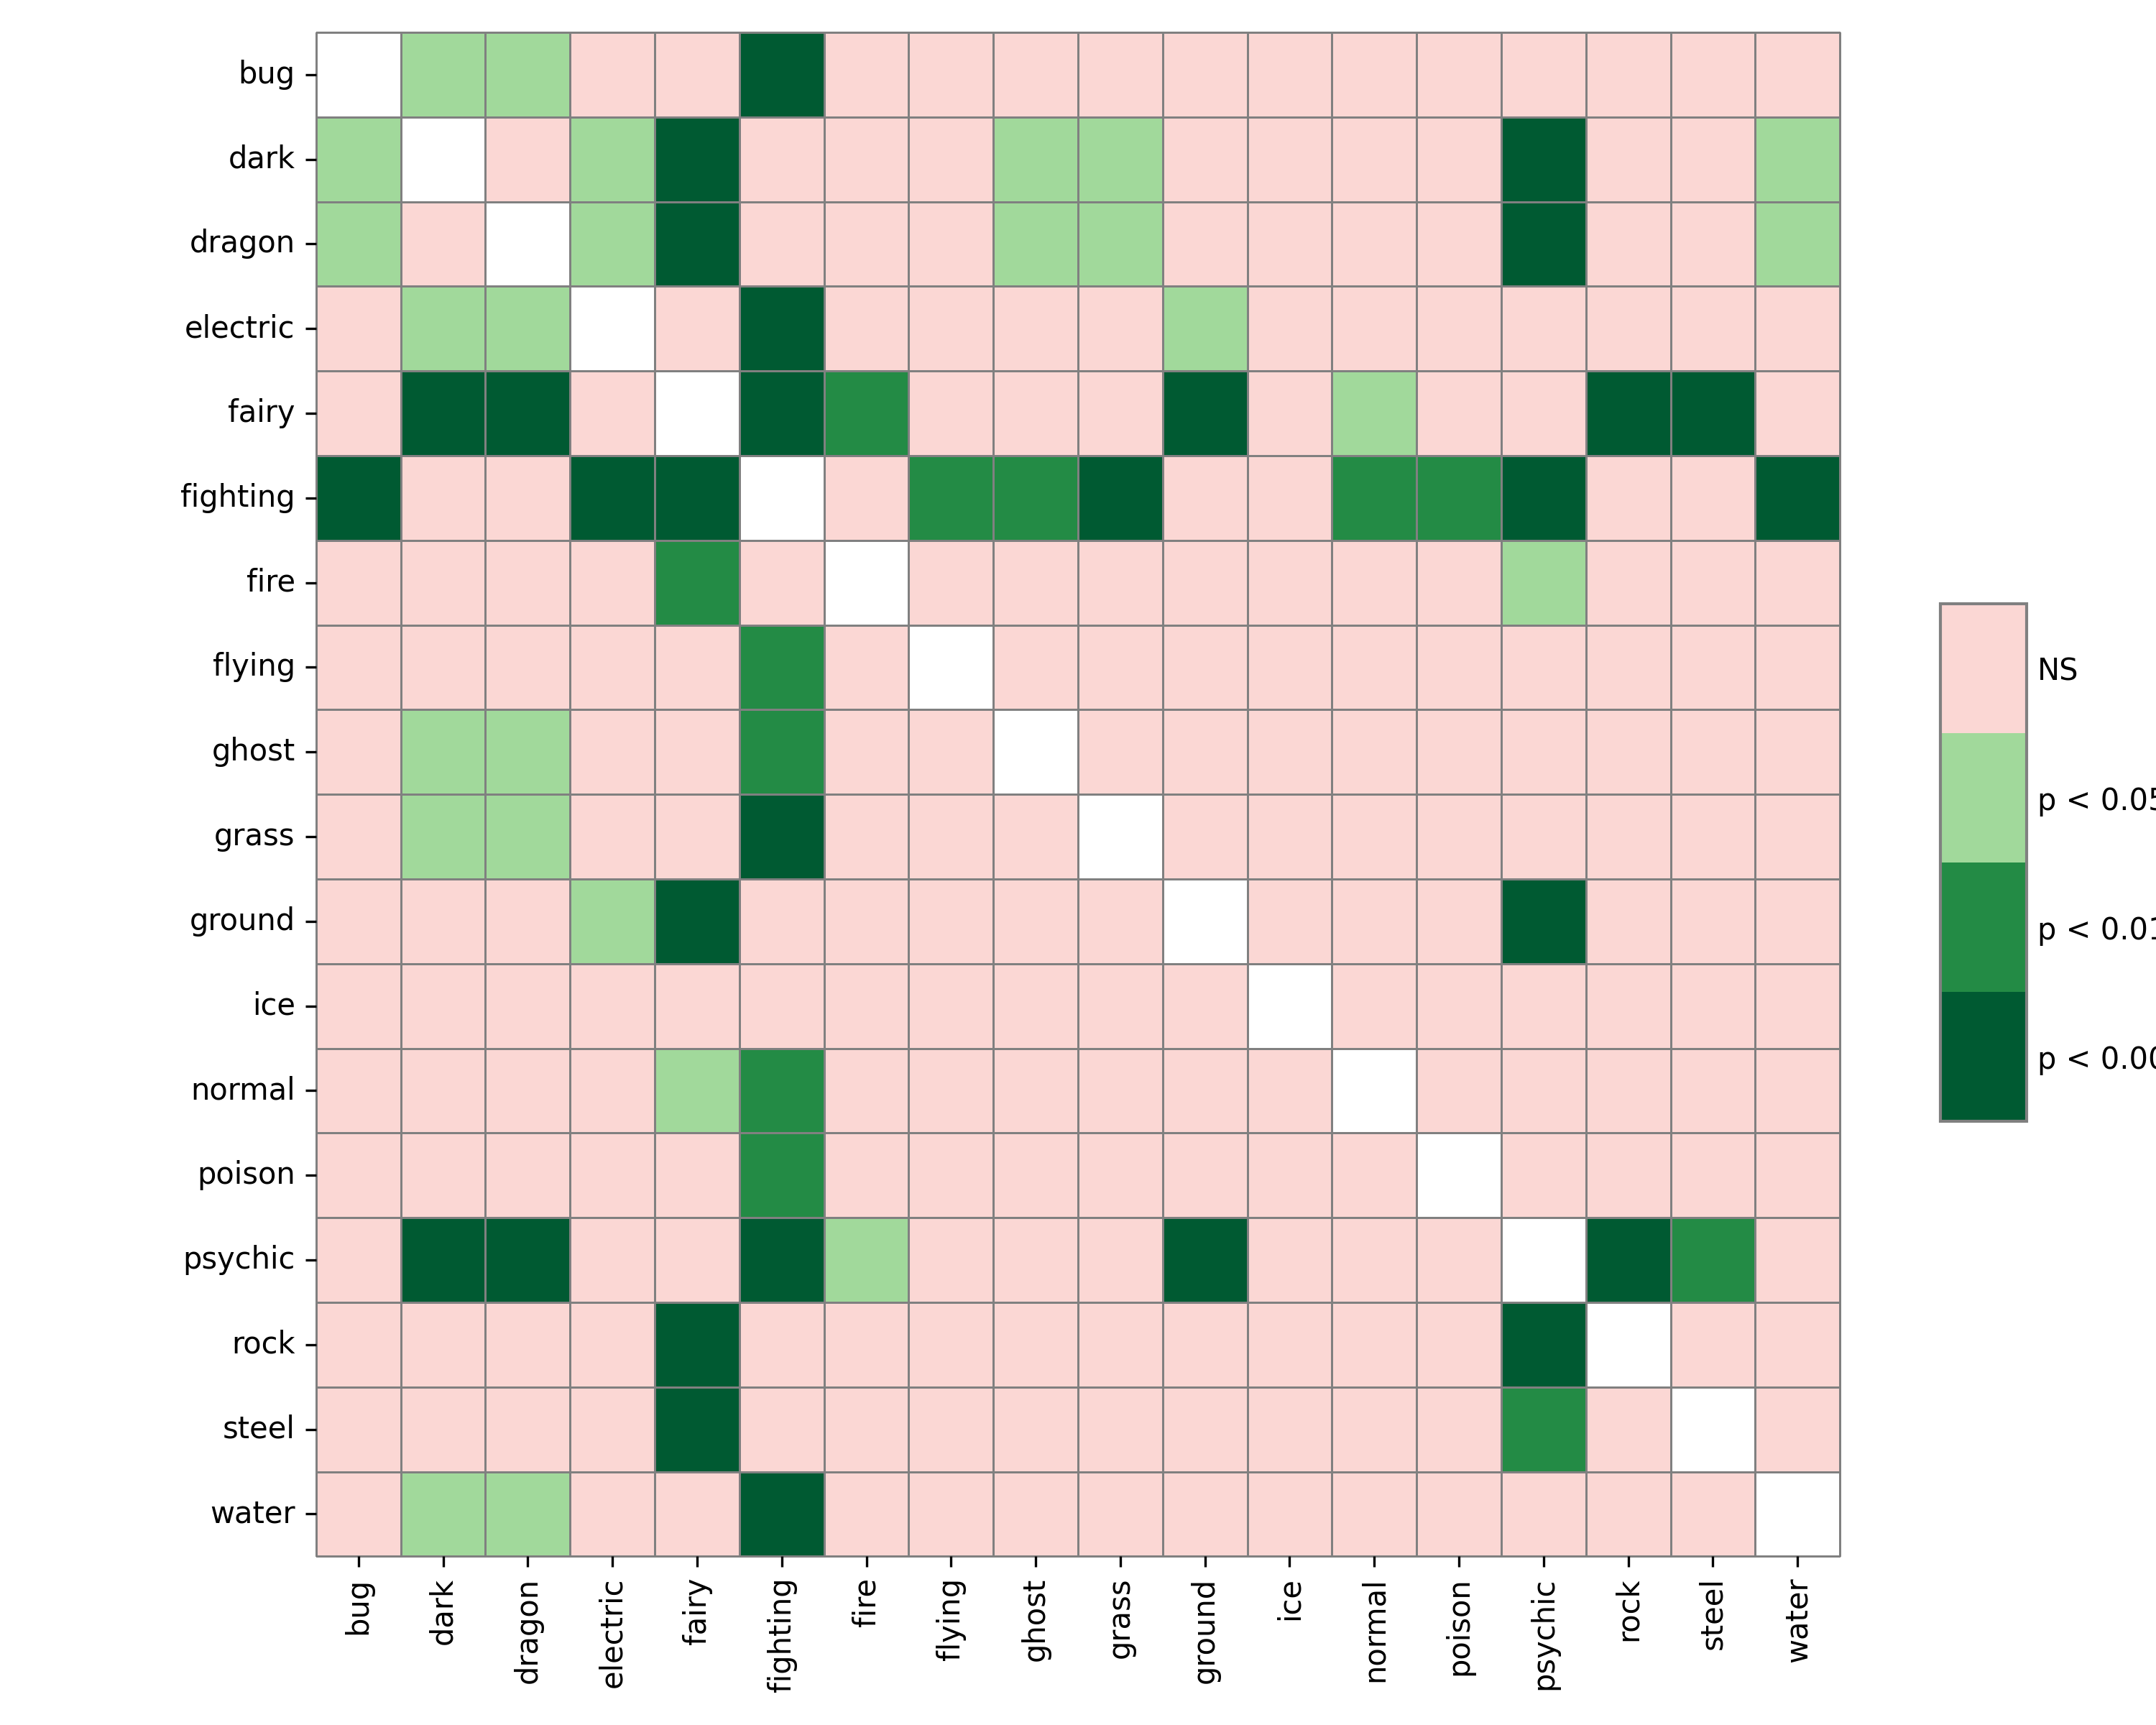 bug
dark
dragon
electric
fairy
fighting
fire
flying
ghost
grass
ground
ice
normal
poison
psychic
rock
steel
water
NS
p < 0.05
p < 0.01
p < 0.00
bug dark dragon electric fairy fighting fire flying ghost grass ground ice normal poison psychic rock steel water